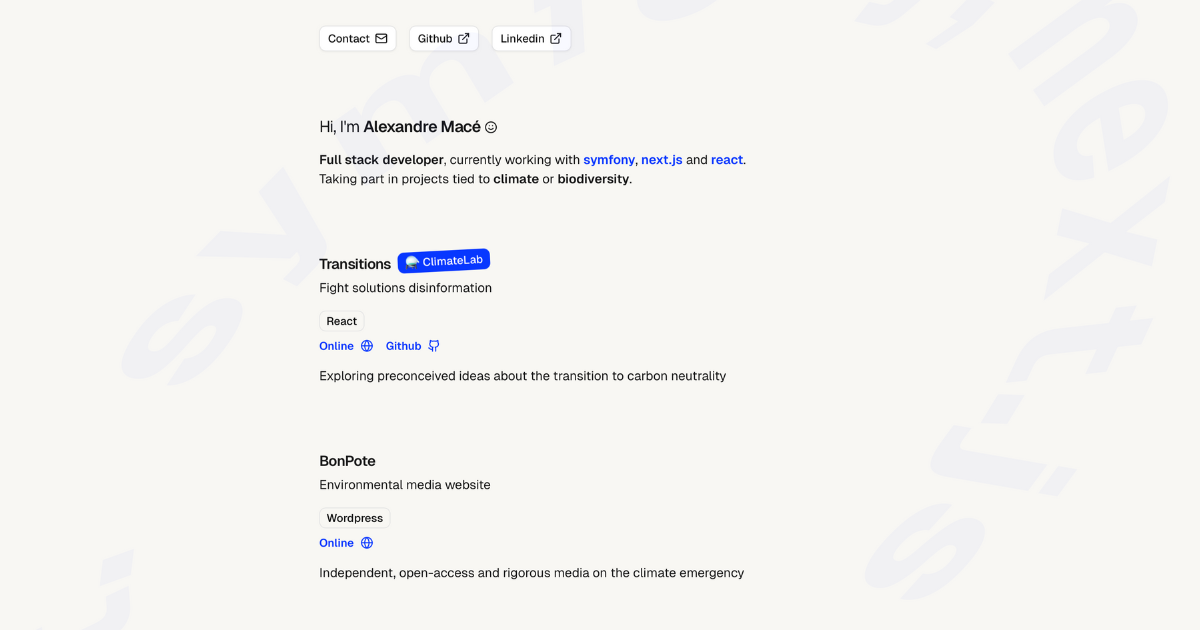 Contact
Github
Linkedin
Hi, I'm Alexandre Macé
Full stack developer, currently working with symfony, next.js and react.
Taking part in projects tied to climate or biodiversity.
Transitions
ClimateLab
Fight solutions disinformation
React
Online
Github
Exploring preconceived ideas about the transition to carbon neutrality
BonPote
Environmental media website
Wordpress
Online
Independent, open-access and rigorous media on the climate emergency
symfony
next.js